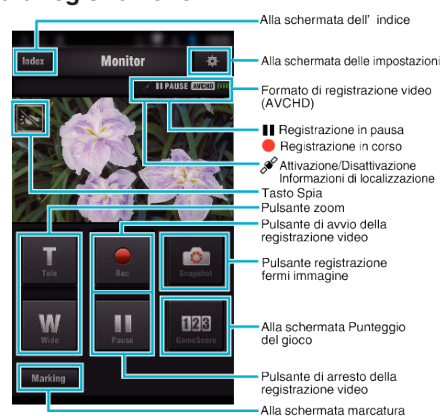 Alla schermata dell' indice
Index
Monitor
Alla schermata delle impostazioni
PAUSE AVCHD
Formato di registrazione video
(AVCHD)
Registrazione in pausa
Registrazione in corso
Attivazione/Disattivazione
Informazioni di localizzazione
Tasto Spia
Pulsante zoom
Pulsante di avvio della
registrazione video
T
Tele
Rec
Snapshot
Pulsante registrazione
fermi immagine
W
Wide
Pause
123
GameScore
Alla schermata Punteggio
del gioco
Marking
Pulsante di arresto della
registrazione video
Alla schermata marcatura